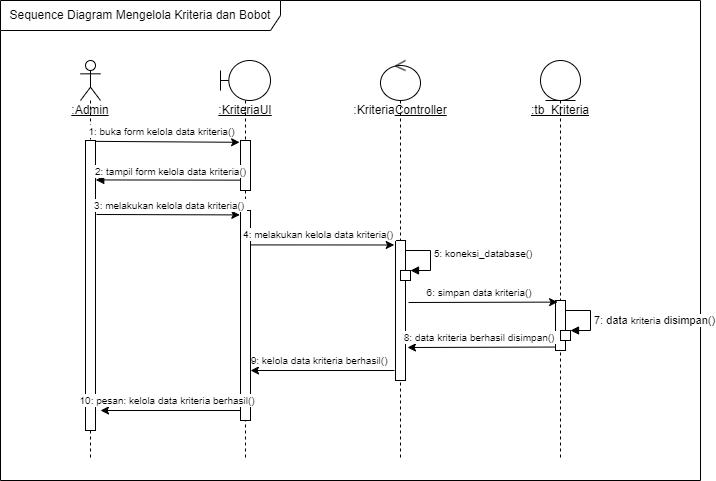 Sequence Diagram Mengelola Kriteria dan Bobot
:Admin
:KriteriaUI
:KriteriaController
:tb_Kriteria
1: buka form kelola data kriteria()
2: tampil form kelola data kriteria()
3: melakukan kelola data kriteria()
4: melakukan kelola data kriteria()
5: koneksi_database()
6: simpan data kriteria()
7: data kriteria disimpan()
8: data kriteria berhasil disimpan()
9: kelola data kriteria berhasil()
10: pesan: kelola data kriteria berhasil()